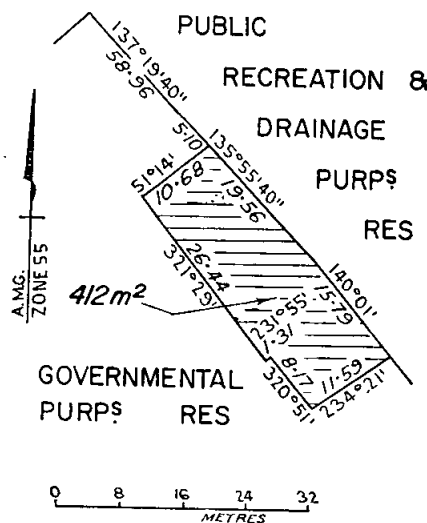 PUBLIC
RECREATION &
DRAINAGE
PURPS
RES
137°19'40"
58·96
5·10
135°55'40"
19·56
51°14'
10·68
140°01'
15·79
26·44
321°29'
231°55'
1·31
8·17
320°51'
11·59
234°21'
412m²
A.M.G.
ZONE 55
GOVERNMENTAL
PURPS RES
0 8 16 24 32
METRES